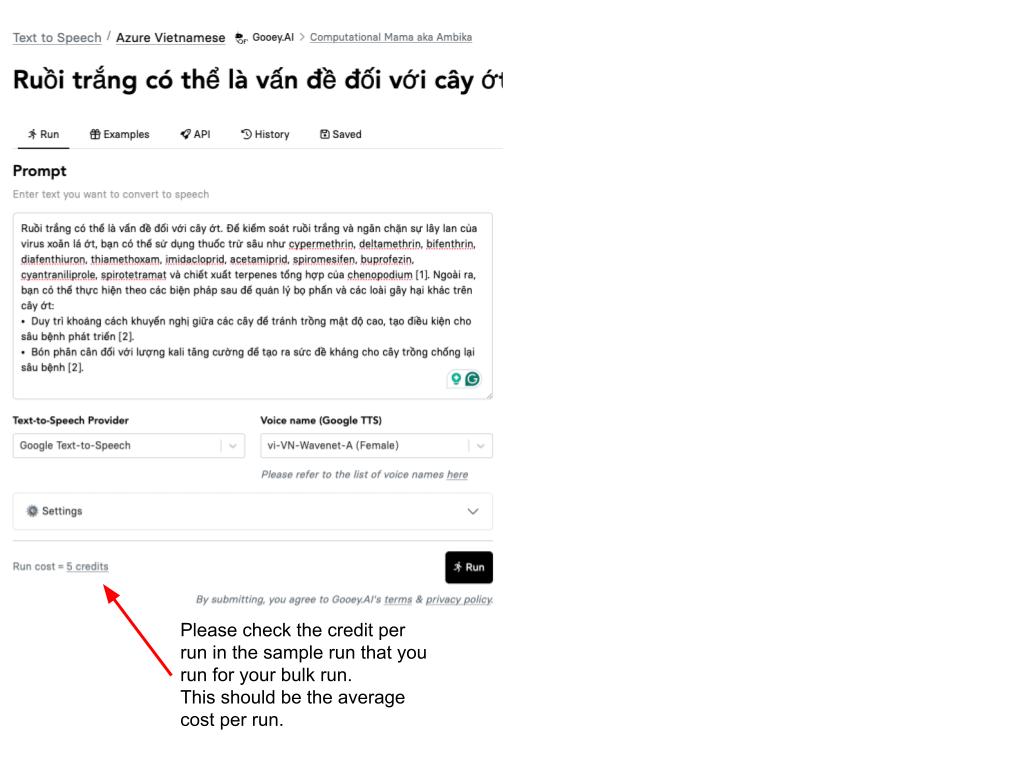 Text to Speech / Azure Vietnamese Gooey.AI > Computational Mama aka Ambika
Ruồi trắng có thể là vấn đề đối với cây ớt
Run Examples API History Saved
Prompt
Enter text you want to convert to speech
Ruồi trắng có thể là vấn đề đối với cây ớt. Để kiểm soát ruồi trắng và ngăn chặn sự lây lan của
virus xoăn lá ớt, bạn có thể sử dụng thuốc trừ sâu như cypermethrin, deltamethrin, bifenthrin,
diafenthiuron, thiamethoxam, imidacloprid, acetamiprid, spiromesifen, buprofezin,
cyantraniliprole, spirotetramat và chiết xuất terpenes tổng hợp của chenopodium [1]. Ngoài ra,
bạn có thể thực hiện theo các biện pháp sau để quản lý bọ phấn và các loài gây hại khác trên
cây ớt:
• Duy trì khoảng cách khuyến nghị giữa các cây để tránh trồng mật độ cao, tạo điều kiện cho
sâu bệnh phát triển [2].
• Bón phân cân đối với lượng kali tăng cường để tạo ra sức đề kháng cho cây trồng chống lại
sâu bệnh [2].
Text-to-Speech Provider Voice name (Google TTS)
Google Text-to-Speech vi-VN-Wavenet-A (Female)
Please refer to the list of voice names here
Settings
Run cost = 5 credits Run
By submitting, you agree to Gooey.AI's terms & privacy policy.
Please check the credit per
run in the sample run that you
run for your bulk run.
This should be the average
cost per run.